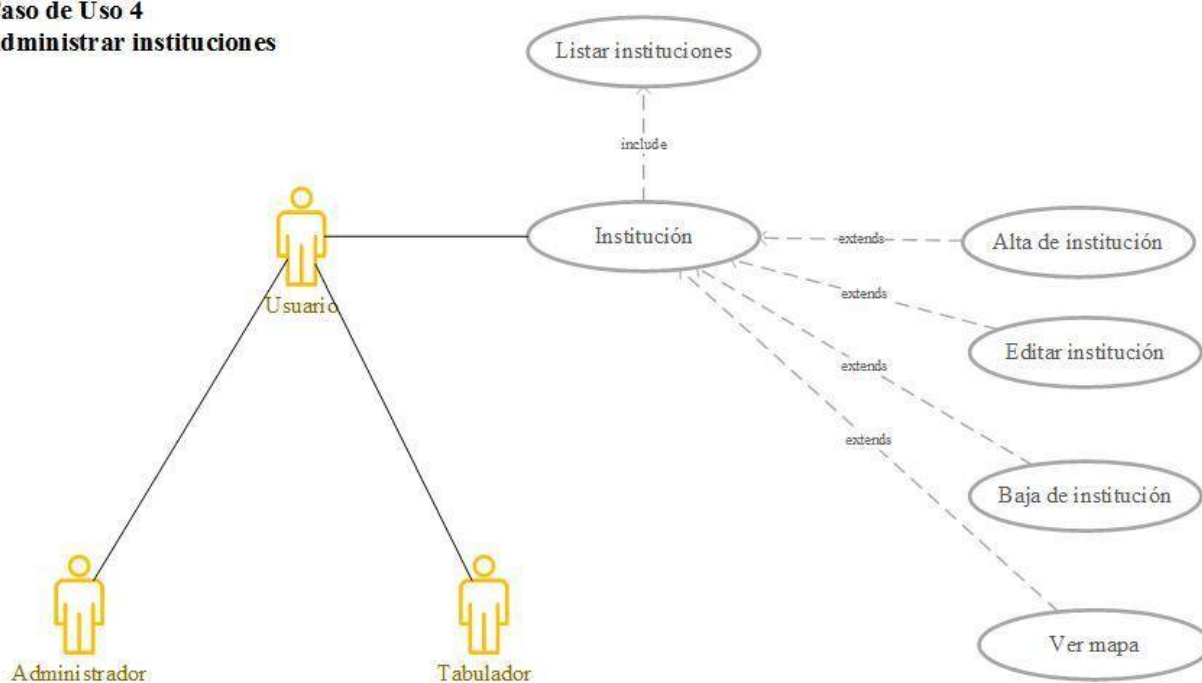 aso de Uso 4
dministrar instituciones
Listar instituciones
include
Institución
Alta de institución
extends
extends
Usuario
Editar institución
extends
extends
Baja de institución
Ver mapa
Administrador
Tabulador